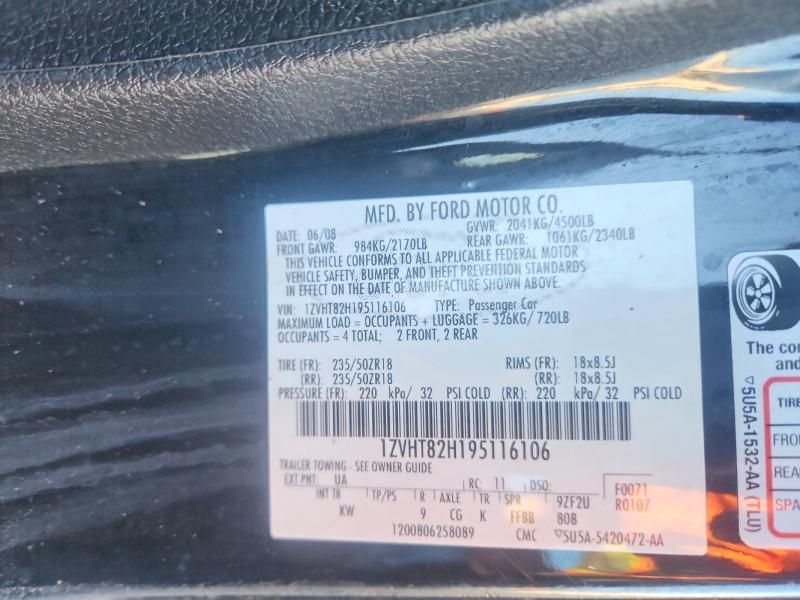 MFD. BY FORD MOTOR CO.
DATE: 06/08 GVWR: 2041KG/4500LB
FRONT GAWR: 984KG/2170LB REAR GAWR: 1061KG/2340LB
THIS VEHICLE CONFORMS TO ALL APPLICABLE FEDERAL MOTOR
VEHICLE SAFETY, BUMPER, AND THEFT PREVENTION STANDARDS
IN EFFECT ON THE DATE OF MANUFACTURE SHOWN ABOVE.
VIN: 1ZVHT82H195116106 TYPE: Passenger Car
MAXIMUM LOAD = OCCUPANTS + LUGGAGE = 326KG/720LB
OCCUPANTS = 4 TOTAL; 2 FRONT, 2 REAR
TIRE (FR): 235/50ZR18 RIMS (FR): 18x8.5J
(RR): 235/50ZR18 (RR): 18x8.5J
PRESSURE (FR): 220 kPa/ 32 PSI COLD (RR): 220 kPa/ 32 PSI COLD
1ZVHT82H195116106
TRAILER TOWING - SEE OWNER GUIDE
EXT PNT: UA RC: 11 DSO: F0071
INT TR TP/PS R AXLE TR SPR 9ZF2U R0107
KW 9 CG K FFBB 80B
1200806258089 CMC ▽5U5A-5420472-AA
The co
and
TIRE
FRO
REA
SPA
▽5U5A-1532-AA (TLU)